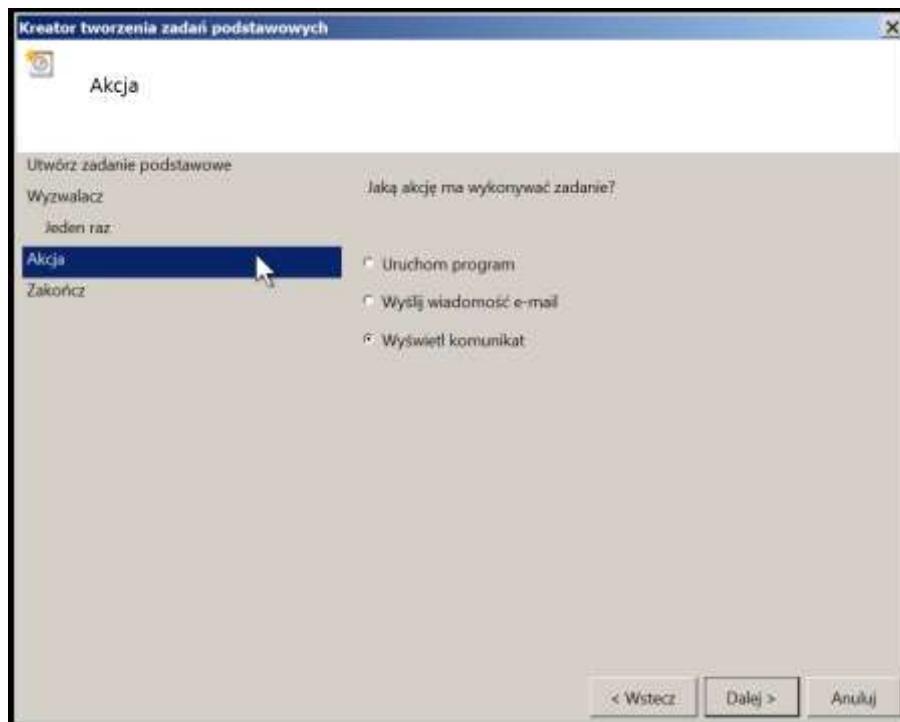 Kreator tworzenia zadań podstawowych
Akcja
Utwórz zadanie podstawowe
Wyzwalacz
Jeden raz
Akcja
Zakończ
Jaką akcję ma wykonywać zadanie?
Uruchom program
Wyślij wiadomość e-mail
Wyświetl komunikat
< Wstecz
Dalej >
Anuluj